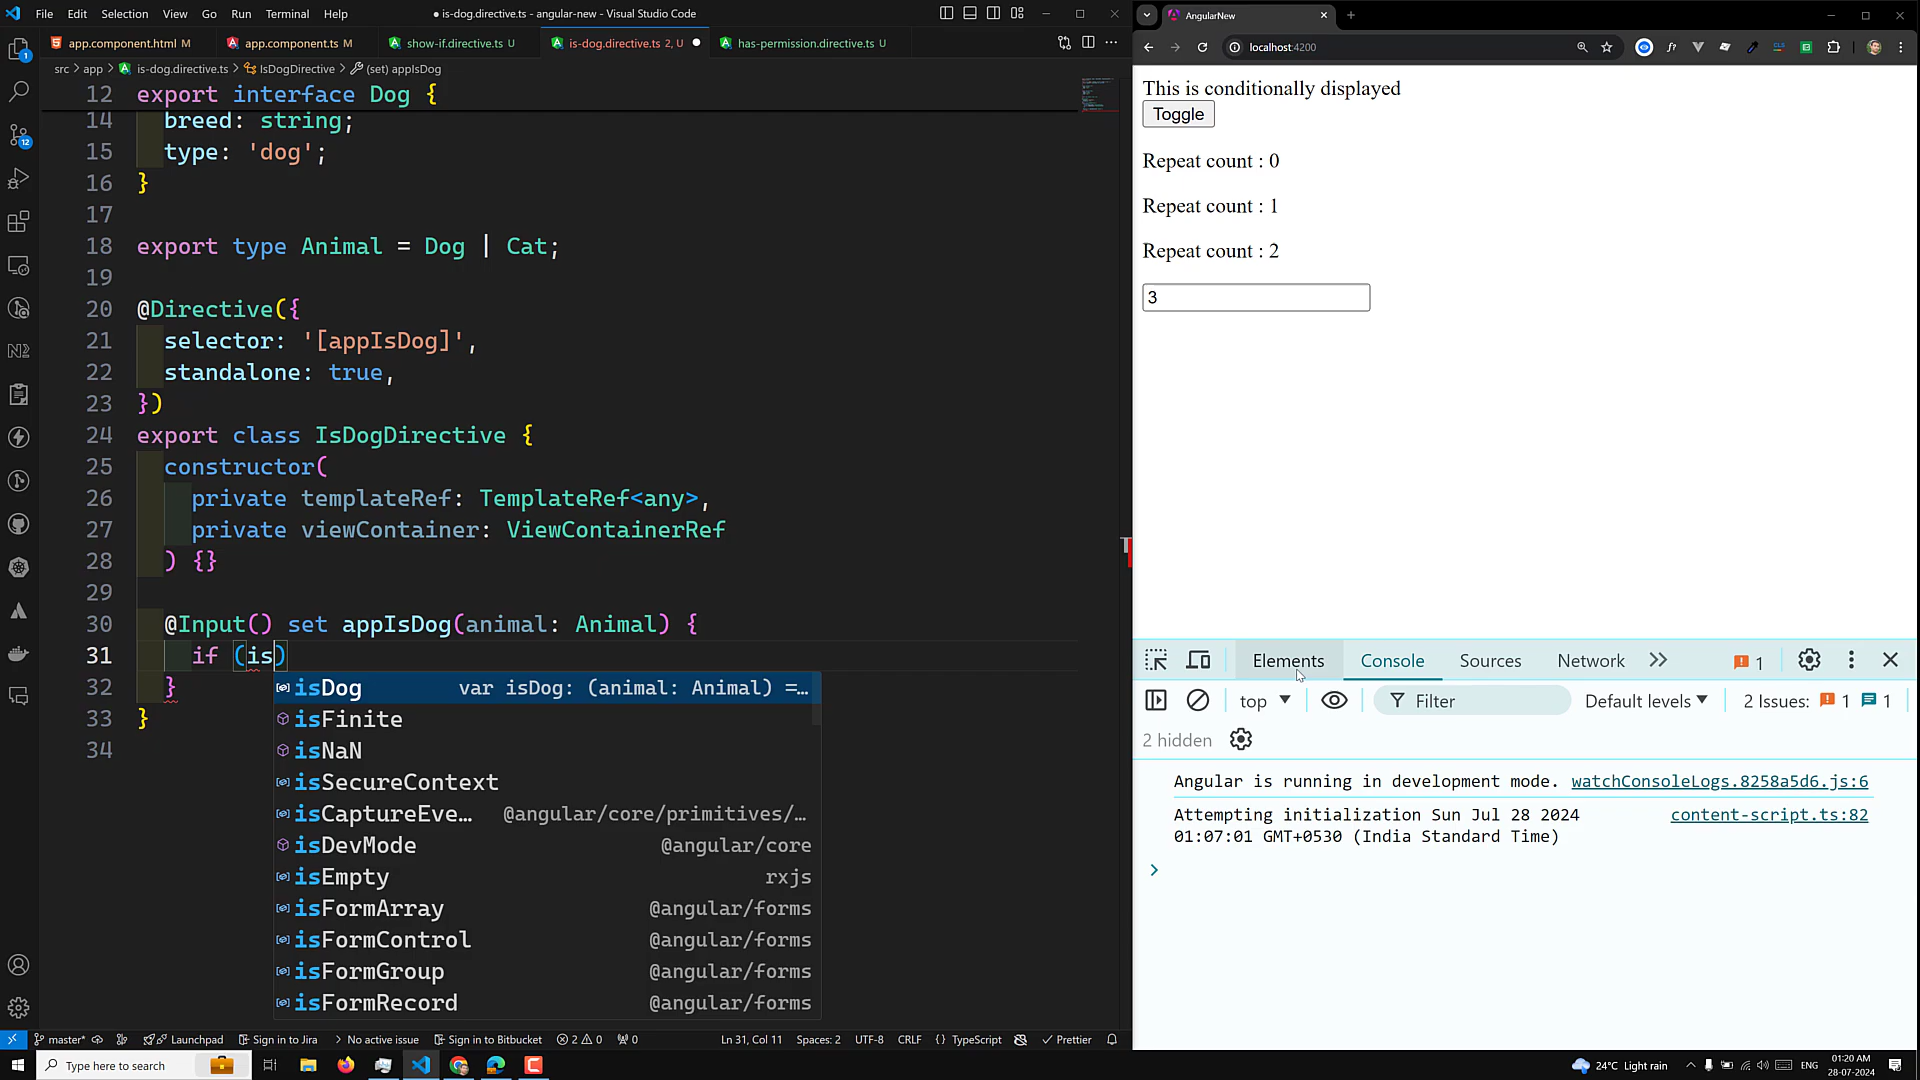 File Edit Selection View Go Run Terminal Help
● is-dog.directive.ts - angular-new - Visual Studio Code
app.component.html M
app.component.ts M
show-if.directive.ts U
is-dog.directive.ts 2, U
has-permission.directive.ts U
src > app > is-dog.directive.ts > IsDogDirective > (set) appIsDog
12 export interface Dog {
14 breed: string;
15 type: 'dog';
16 }
17
18 export type Animal = Dog | Cat;
19
20 @Directive({
21 selector: '[appIsDog]',
22 standalone: true,
23 })
24 export class IsDogDirective {
25 constructor(
26 private templateRef: TemplateRef<any>,
27 private viewContainer: ViewContainerRef
28 ) {}
29
30 @Input() set appIsDog(animal: Animal) {
31 if (is)
32 }
33 }
34
isDog var isDog: (animal: Animal) =…
isFinite
isNaN
isSecureContext
isCaptureEve… @angular/core/primitives/…
isDevMode @angular/core
isEmpty rxjs
isFormArray @angular/forms
isFormControl @angular/forms
isFormGroup @angular/forms
isFormRecord @angular/forms
1
12
master* Launchpad Sign in to Jira No active issue Sign in to Bitbucket 2 0 0 Ln 31, Col 11 Spaces: 2 UTF-8 CRLF {} TypeScript Prettier
AngularNew
localhost:4200
This is conditionally displayed
Toggle
Repeat count : 0
Repeat count : 1
Repeat count : 2
3
Elements Console Sources Network 1
top Filter Default levels 2 Issues: 1 1
2 hidden
Angular is running in development mode. watchConsoleLogs.8258a5d6.js:6
Attempting initialization Sun Jul 28 2024 content-script.ts:82
01:07:01 GMT+0530 (India Standard Time)
Type here to search
24°C Light rain ENG 01:20 AM
28-07-2024